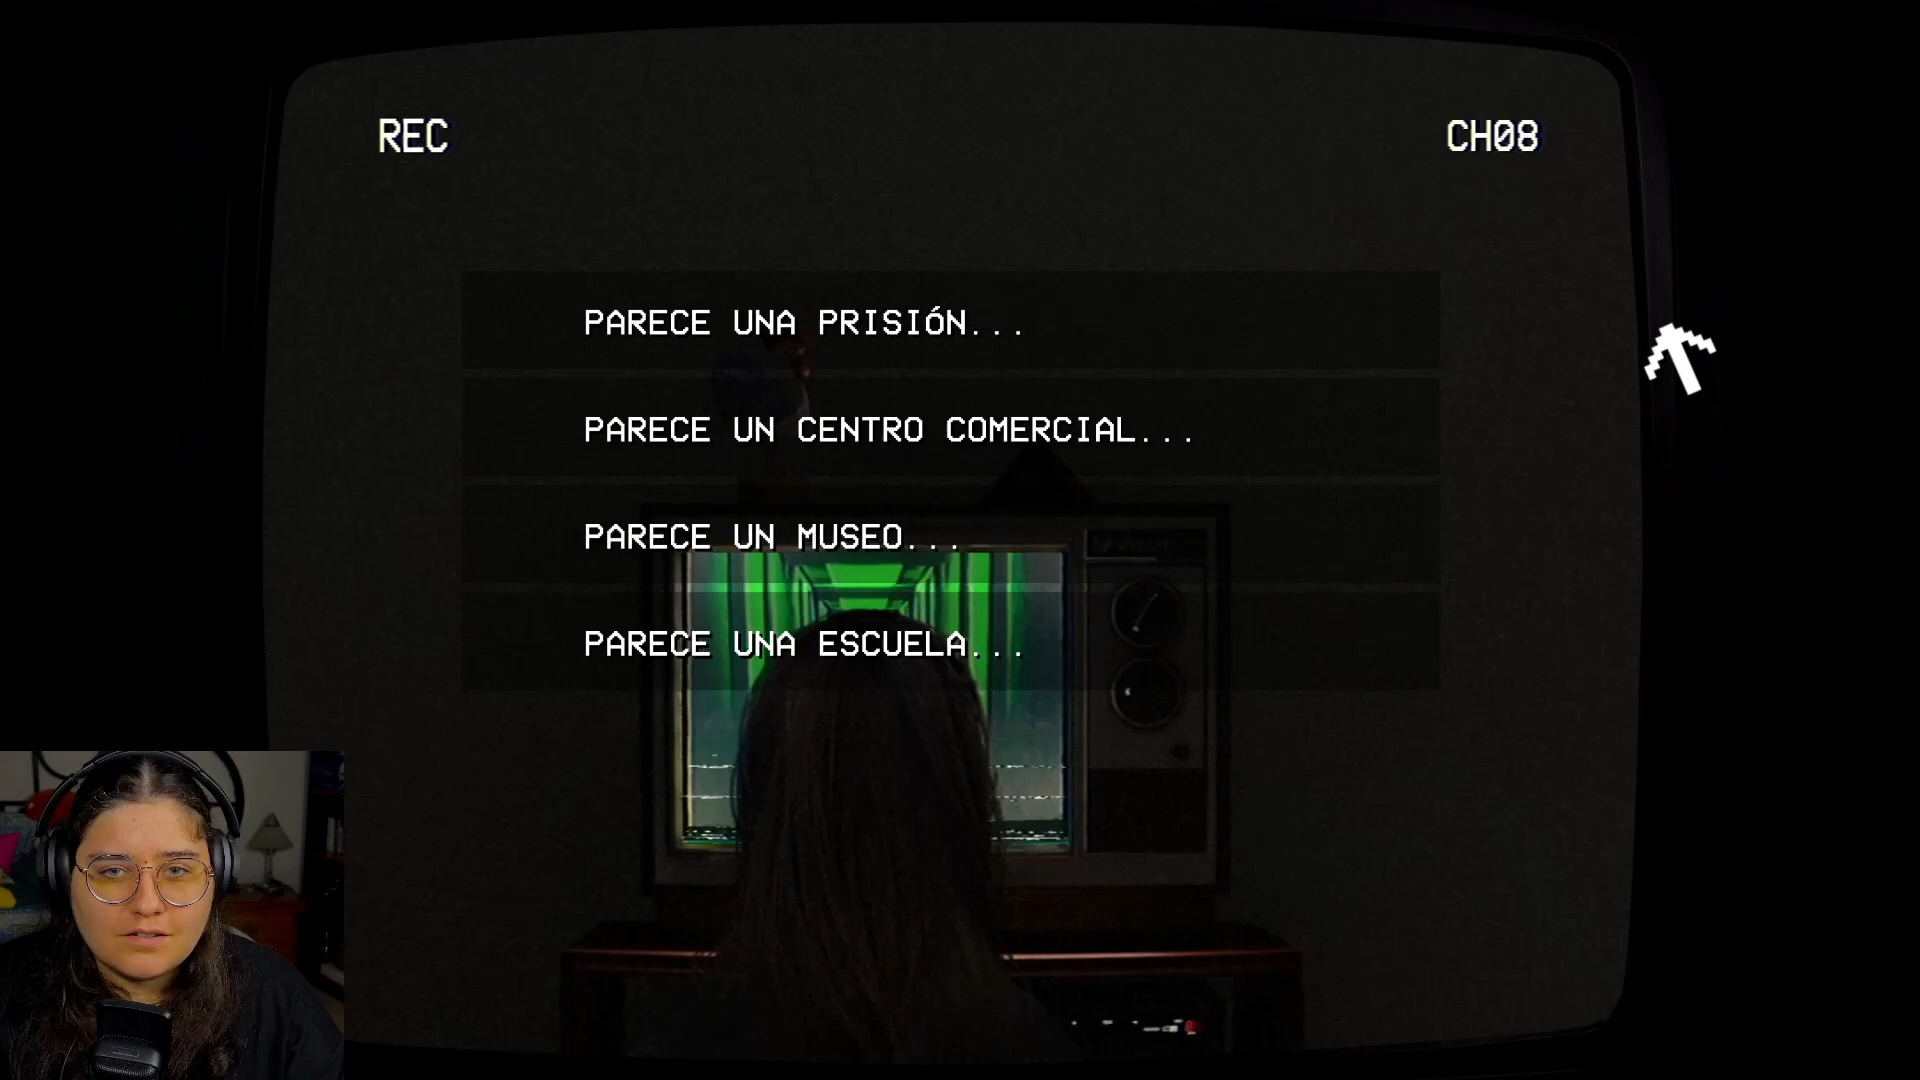 REC
CH08
PARECE UNA PRISIÓN...
PARECE UN CENTRO COMERCIAL...
PARECE UN MUSEO...
PARECE UNA ESCUELA...